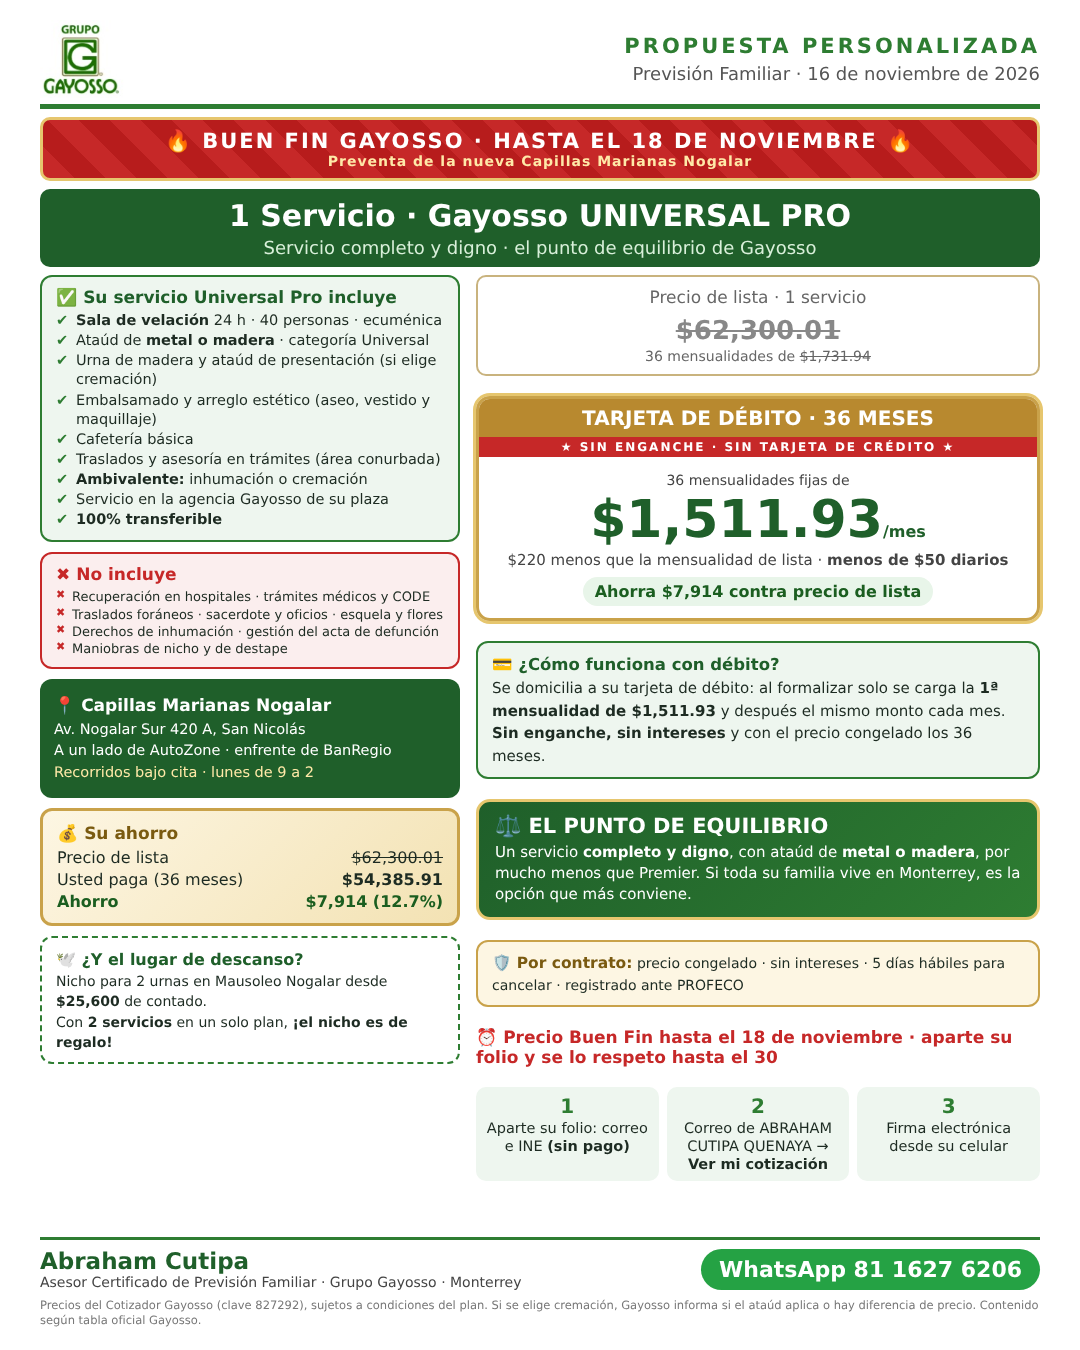 GRUPO
G
GAYOSSO
PROPUESTA PERSONALIZADA
Previsión Familiar · 16 de noviembre de 2026
🔥 BUEN FIN GAYOSSO · HASTA EL 18 DE NOVIEMBRE 🔥
Preventa de la nueva Capillas Marianas Nogalar
1 Servicio · Gayosso UNIVERSAL PRO
Servicio completo y digno · el punto de equilibrio de Gayosso
✅ Su servicio Universal Pro incluye
✔ Sala de velación 24 h · 40 personas · ecuménica
✔ Ataúd de metal o madera · categoría Universal
✔ Urna de madera y ataúd de presentación (si elige
cremación)
✔ Embalsamado y arreglo estético (aseo, vestido y
maquillaje)
✔ Cafetería básica
✔ Traslados y asesoría en trámites (área conurbada)
✔ Ambivalente: inhumación o cremación
✔ Servicio en la agencia Gayosso de su plaza
✔ 100% transferible
✖ No incluye
✖ Recuperación en hospitales · trámites médicos y CODE
✖ Traslados foráneos · sacerdote y oficios · esquela y flores
✖ Derechos de inhumación · gestión del acta de defunción
✖ Maniobras de nicho y de destape
📍 Capillas Marianas Nogalar
Av. Nogalar Sur 420 A, San Nicolás
A un lado de AutoZone · enfrente de BanRegio
Recorridos bajo cita · lunes de 9 a 2
💰 Su ahorro
Precio de lista $62,300.01
Usted paga (36 meses) $54,385.91
Ahorro $7,914 (12.7%)
🕊️ ¿Y el lugar de descanso?
Nicho para 2 urnas en Mausoleo Nogalar desde
$25,600 de contado.
Con 2 servicios en un solo plan, ¡el nicho es de
regalo!
Precio de lista · 1 servicio
$62,300.01
36 mensualidades de $1,731.94
TARJETA DE DÉBITO · 36 MESES
★ SIN ENGANCHE · SIN TARJETA DE CRÉDITO ★
36 mensualidades fijas de
$1,511.93/mes
$220 menos que la mensualidad de lista · menos de $50 diarios
Ahorra $7,914 contra precio de lista
💳 ¿Cómo funciona con débito?
Se domicilia a su tarjeta de débito: al formalizar solo se carga la 1ª
mensualidad de $1,511.93 y después el mismo monto cada mes.
Sin enganche, sin intereses y con el precio congelado los 36
meses.
⚖️ EL PUNTO DE EQUILIBRIO
Un servicio completo y digno, con ataúd de metal o madera, por
mucho menos que Premier. Si toda su familia vive en Monterrey, es la
opción que más conviene.
🛡️ Por contrato: precio congelado · sin intereses · 5 días hábiles para
cancelar · registrado ante PROFECO
⏰ Precio Buen Fin hasta el 18 de noviembre · aparte su
folio y se lo respeto hasta el 30
1
Aparte su folio: correo
e INE (sin pago)
2
Correo de ABRAHAM
CUTIPA QUENAYA →
Ver mi cotización
3
Firma electrónica
desde su celular
Abraham Cutipa
Asesor Certificado de Previsión Familiar · Grupo Gayosso · Monterrey
WhatsApp 81 1627 6206
Precios del Cotizador Gayosso (clave 827292), sujetos a condiciones del plan. Si se elige cremación, Gayosso informa si el ataúd aplica o hay diferencia de precio. Contenido
según tabla oficial Gayosso.